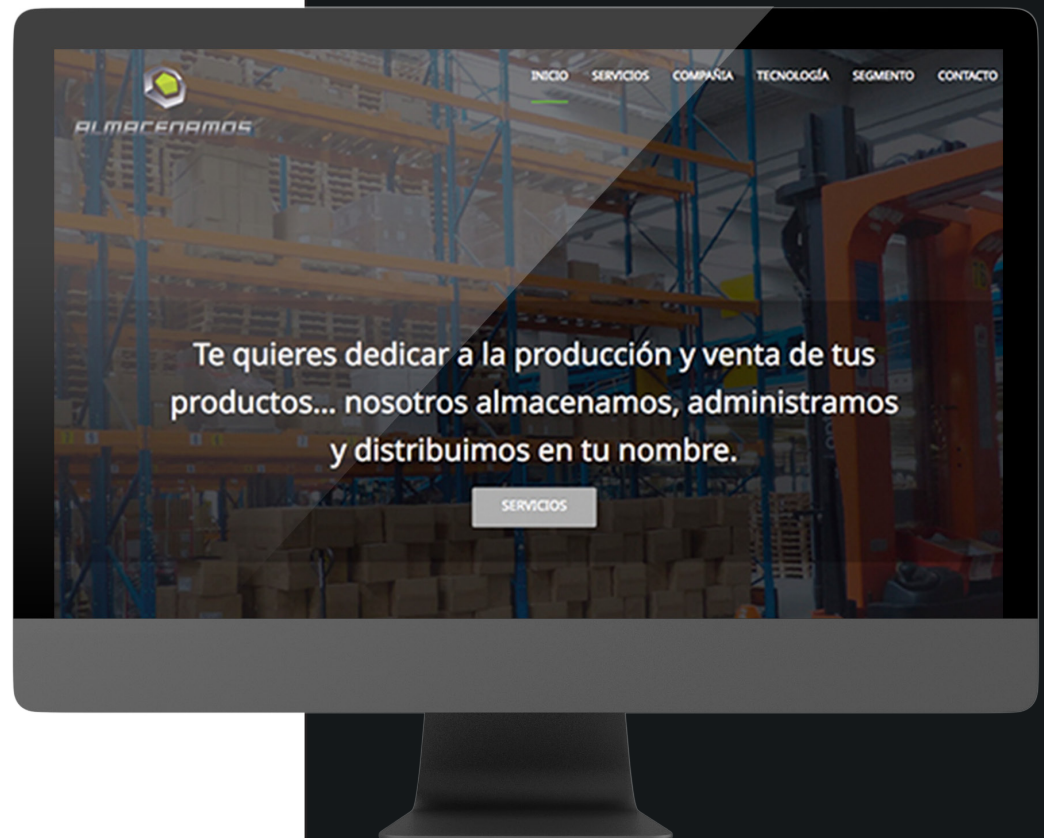 ALMACENAMOS
INICIO SERVICIOS COMPAÑIA TECNOLOGÍA SEGMENTO CONTACTO
Te quieres dedicar a la producción y venta de tus
productos... nosotros almacenamos, administramos
y distribuimos en tu nombre.
SERVICIOS